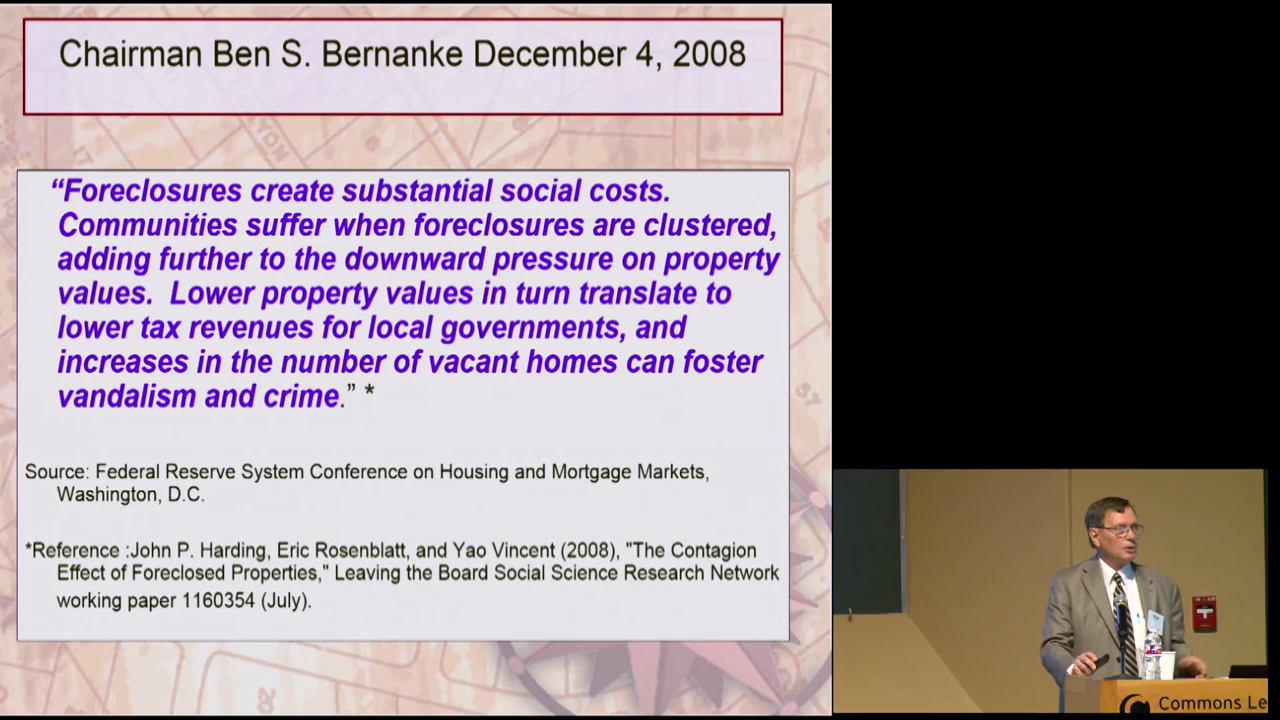 Chairman Ben S. Bernanke December 4, 2008
“Foreclosures create substantial social costs.
Communities suffer when foreclosures are clustered,
adding further to the downward pressure on property
values. Lower property values in turn translate to
lower tax revenues for local governments, and
increases in the number of vacant homes can foster
vandalism and crime.” *
Source: Federal Reserve System Conference on Housing and Mortgage Markets,
Washington, D.C.
*Reference :John P. Harding, Eric Rosenblatt, and Yao Vincent (2008), "The Contagion
Effect of Foreclosed Properties," Leaving the Board Social Science Research Network
working paper 1160354 (July).
CANYON
57
Commons Le